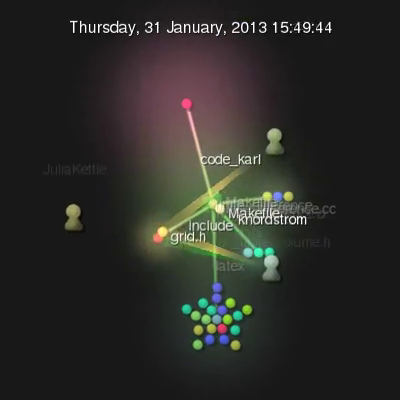 Thursday, 31 January, 2013 15:49:44
code_karl
JuliaKettle
Makefile
knordstrom
include
grid.h
latex